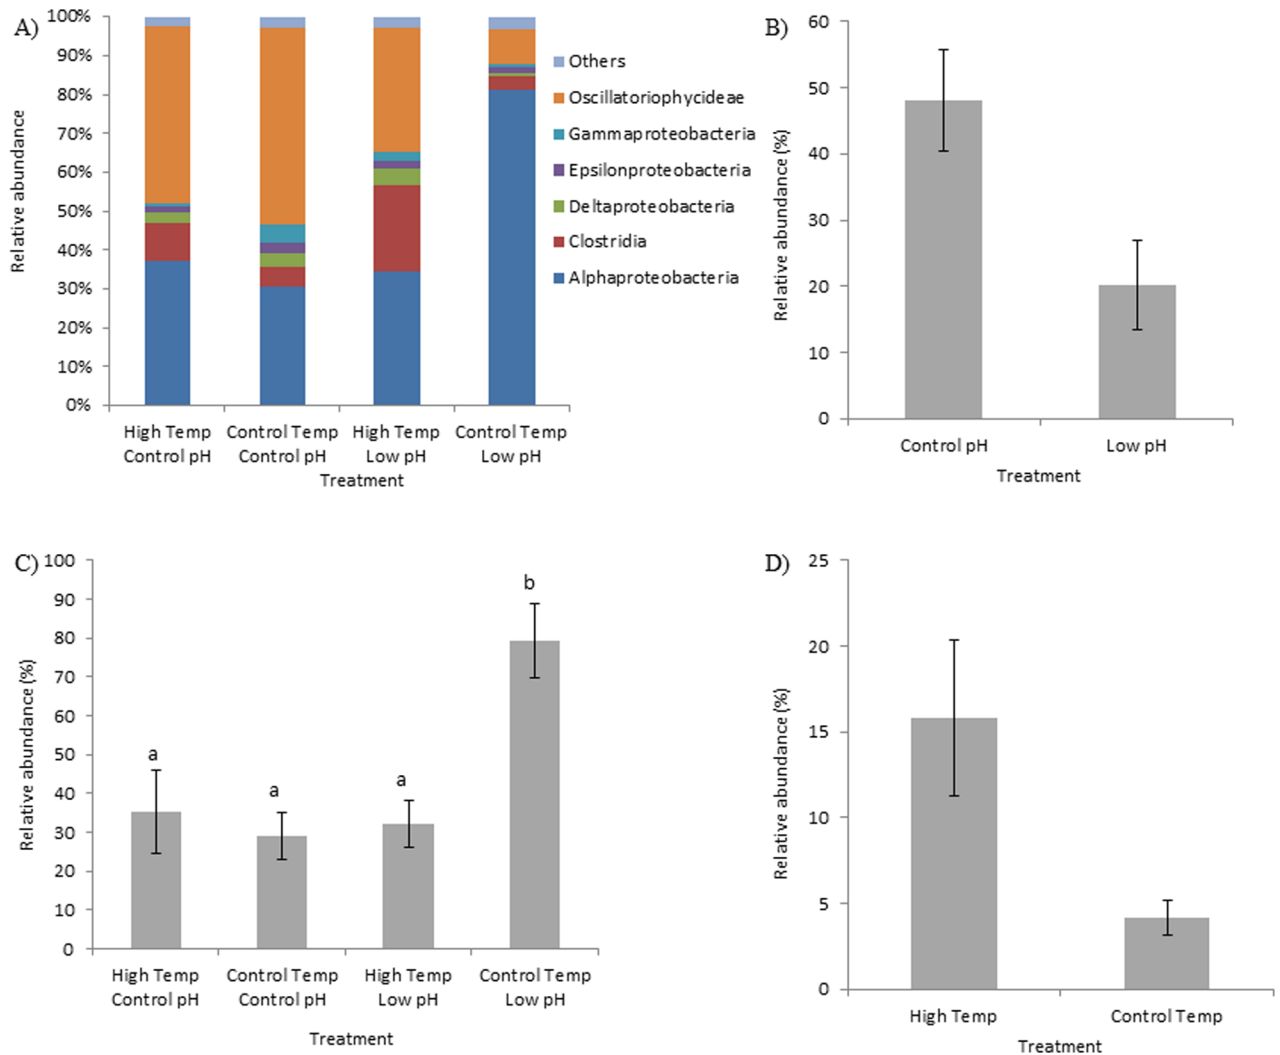 A)
100%
90%
80%
70%
60%
50%
40%
30%
20%
10%
0%
Relative abundance
High Temp Control Temp High Temp Control Temp
Control pH Control pH Low pH Low pH
Treatment
Others
Oscillatoriophycideae
Gammaproteobacteria
Epsilonproteobacteria
Deltaproteobacteria
Clostridia
Alphaproteobacteria
B)
60
50
40
30
20
10
0
Relative abundance (%)
Control pH Low pH
Treatment
C)
100
90
80
70
60
50
40
30
20
10
0
Relative abundance (%)
a a a b
High Temp Control Temp High Temp Control Temp
Control pH Control pH Low pH Low pH
Treatment
D)
25
20
15
10
5
0
Relative abundance (%)
High Temp Control Temp
Treatment